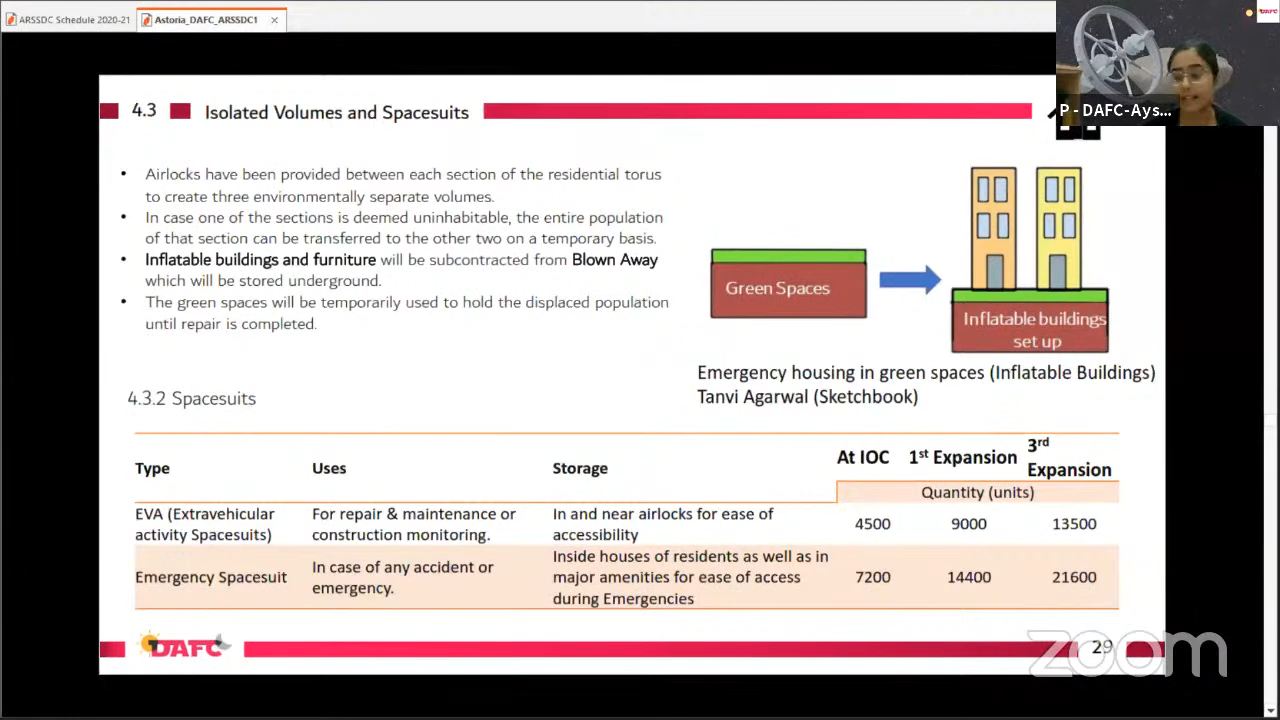 ARSSDC Schedule 2020-21
Astoria_DAFC_ARSSDC1
DAFC
P - DAFC-Ays...
4.3
Isolated Volumes and Spacesuits
• Airlocks have been provided between each section of the residential torus
to create three environmentally separate volumes.
• In case one of the sections is deemed uninhabitable, the entire population
of that section can be transferred to the other two on a temporary basis.
• Inflatable buildings and furniture will be subcontracted from Blown Away
which will be stored underground.
• The green spaces will be temporarily used to hold the displaced population
until repair is completed.
Green Spaces
Inflatable buildings
set up
Emergency housing in green spaces (Inflatable Buildings)
Tanvi Agarwal (Sketchbook)
4.3.2 Spacesuits
Type Uses Storage At IOC 1st Expansion 3rd
Expansion
Quantity (units)
EVA (Extravehicular For repair & maintenance or In and near airlocks for ease of 4500 9000 13500
activity Spacesuits) construction monitoring. accessibility
Emergency Spacesuit In case of any accident or Inside houses of residents as well as in 7200 14400 21600
emergency. major amenities for ease of access
during Emergencies
DAFC
29
zoom